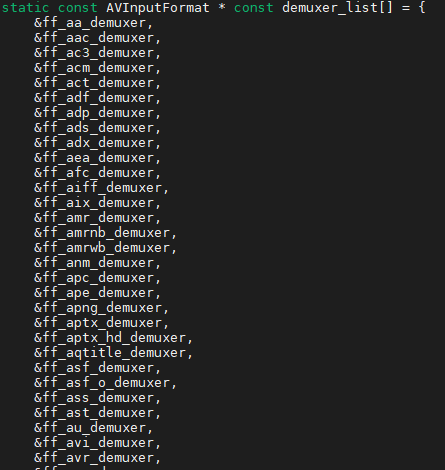 static const AVInputFormat * const demuxer_list[] = {
    &ff_aa_demuxer,
    &ff_aac_demuxer,
    &ff_ac3_demuxer,
    &ff_acm_demuxer,
    &ff_act_demuxer,
    &ff_adf_demuxer,
    &ff_adp_demuxer,
    &ff_ads_demuxer,
    &ff_adx_demuxer,
    &ff_aea_demuxer,
    &ff_afc_demuxer,
    &ff_aiff_demuxer,
    &ff_aix_demuxer,
    &ff_amr_demuxer,
    &ff_amrnb_demuxer,
    &ff_amrwb_demuxer,
    &ff_anm_demuxer,
    &ff_apc_demuxer,
    &ff_ape_demuxer,
    &ff_apng_demuxer,
    &ff_aptx_demuxer,
    &ff_aptx_hd_demuxer,
    &ff_aqtitle_demuxer,
    &ff_asf_demuxer,
    &ff_asf_o_demuxer,
    &ff_ass_demuxer,
    &ff_ast_demuxer,
    &ff_au_demuxer,
    &ff_avi_demuxer,
    &ff_avr_demuxer,